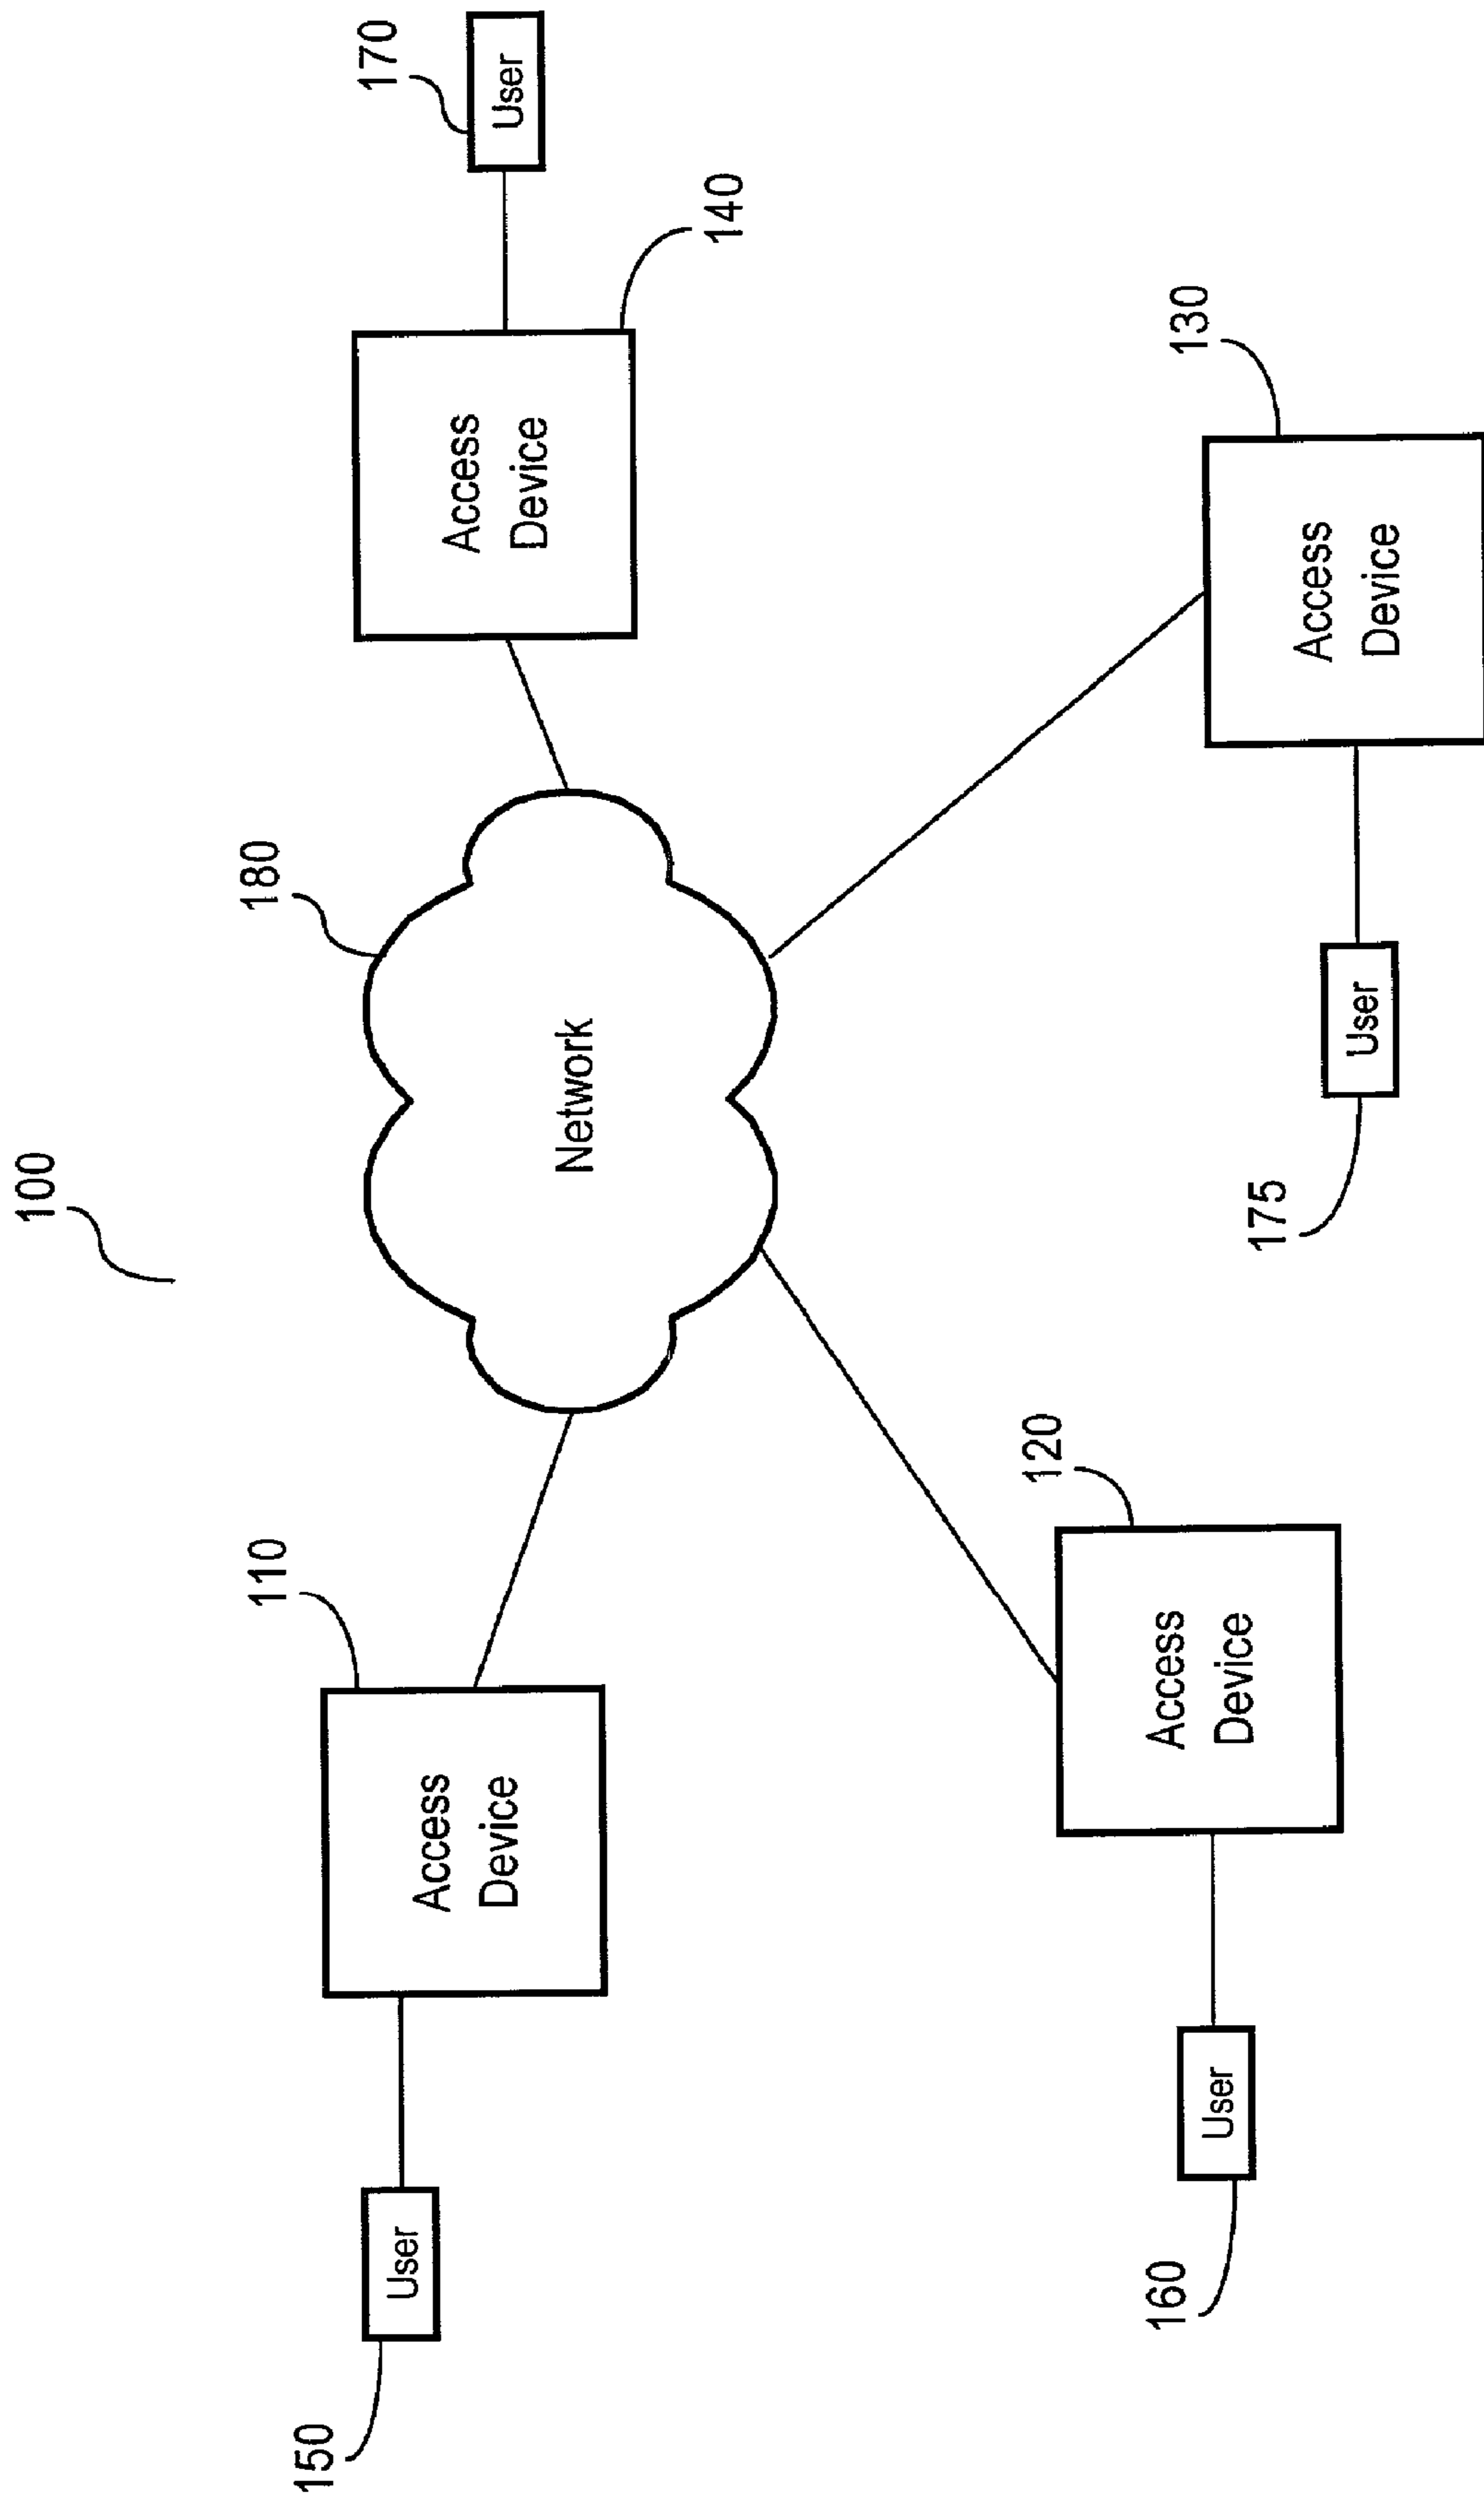 100
110
Access
Device
User
150
180
Network
Access
Device
140
User
170
120
Access
Device
User
160
130
Access
Device
User
175